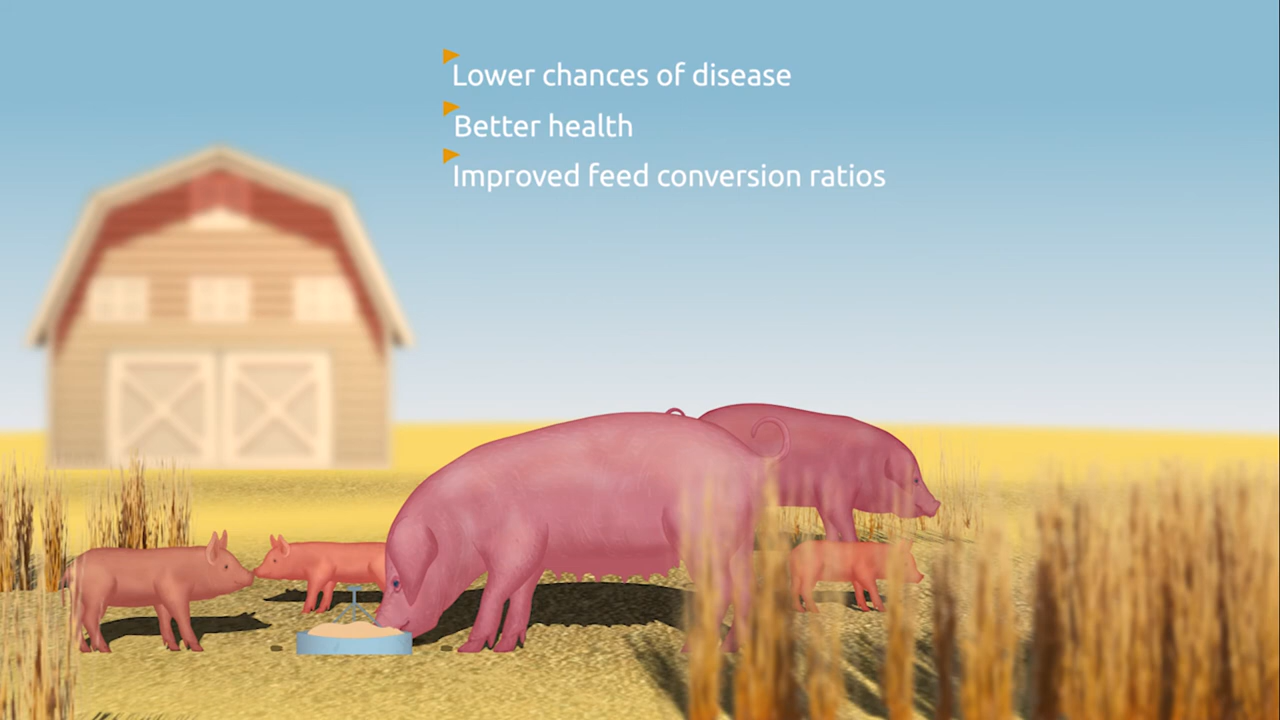 Lower chances of disease
Better health
Improved feed conversion ratios